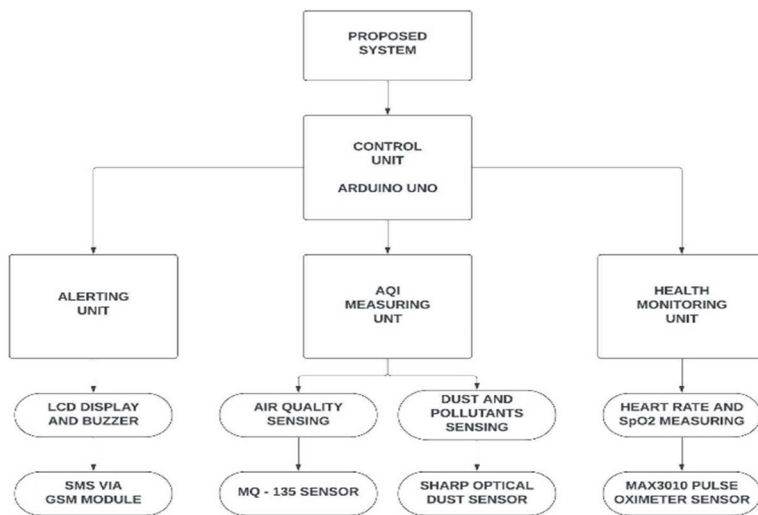 PROPOSED
SYSTEM
CONTROL
UNIT
ARDUINO UNO
ALERTING
UNIT
AQI
MEASURING
UNT
HEALTH
MONITORING
UNIT
LCD DISPLAY
AND BUZZER
AIR QUALITY
SENSING
DUST AND
POLLUTANTS
SENSING
HEART RATE AND
SpO2 MEASURING
SMS VIA
GSM MODULE
MQ - 135 SENSOR
SHARP OPTICAL
DUST SENSOR
MAX3010 PULSE
OXIMETER SENSOR